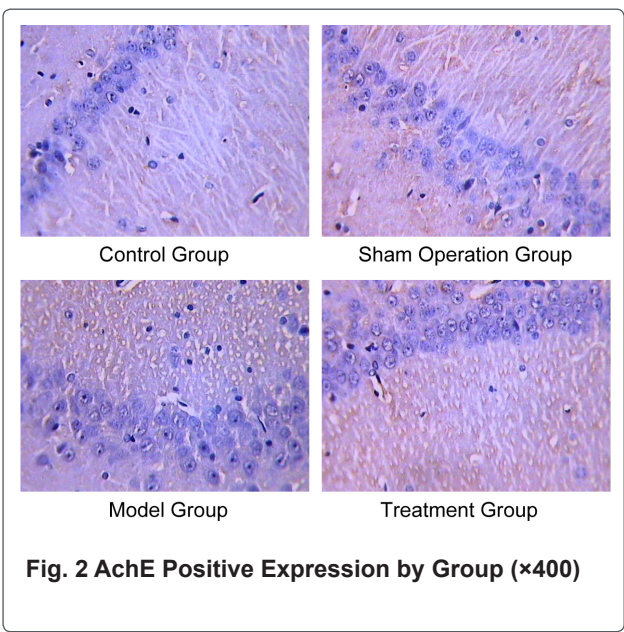 Control Group
Sham Operation Group
Model Group
Treatment Group
Fig. 2 AchE Positive Expression by Group (×400)